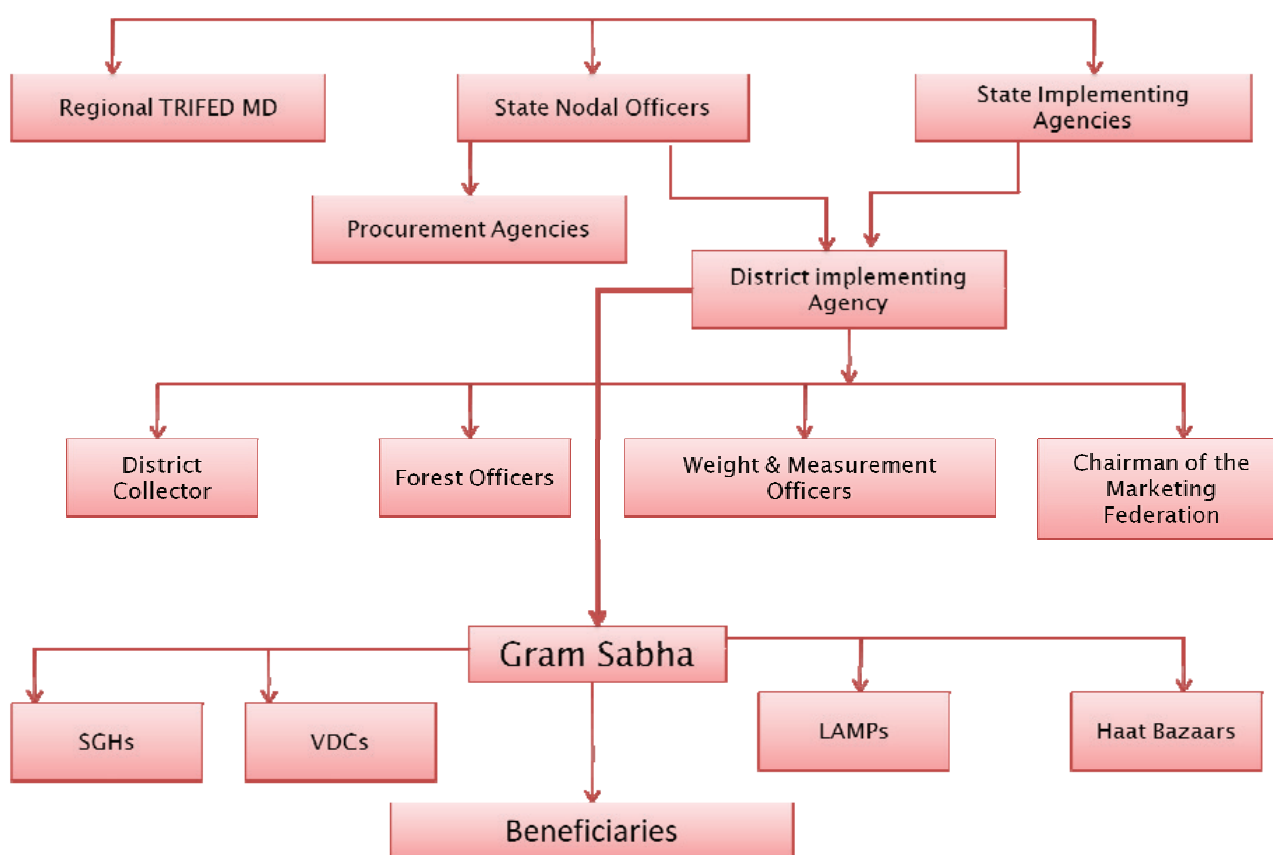 Regional TRIFED MD
State Nodal Officers
State Implementing
Agencies
Procurement Agencies
District implementing
Agency
District
Collector
Forest Officers
Weight & Measurement
Officers
Chairman of the
Marketing
Federation
Gram Sabha
SGHs
VDCs
LAMPs
Haat Bazaars
Beneficiaries